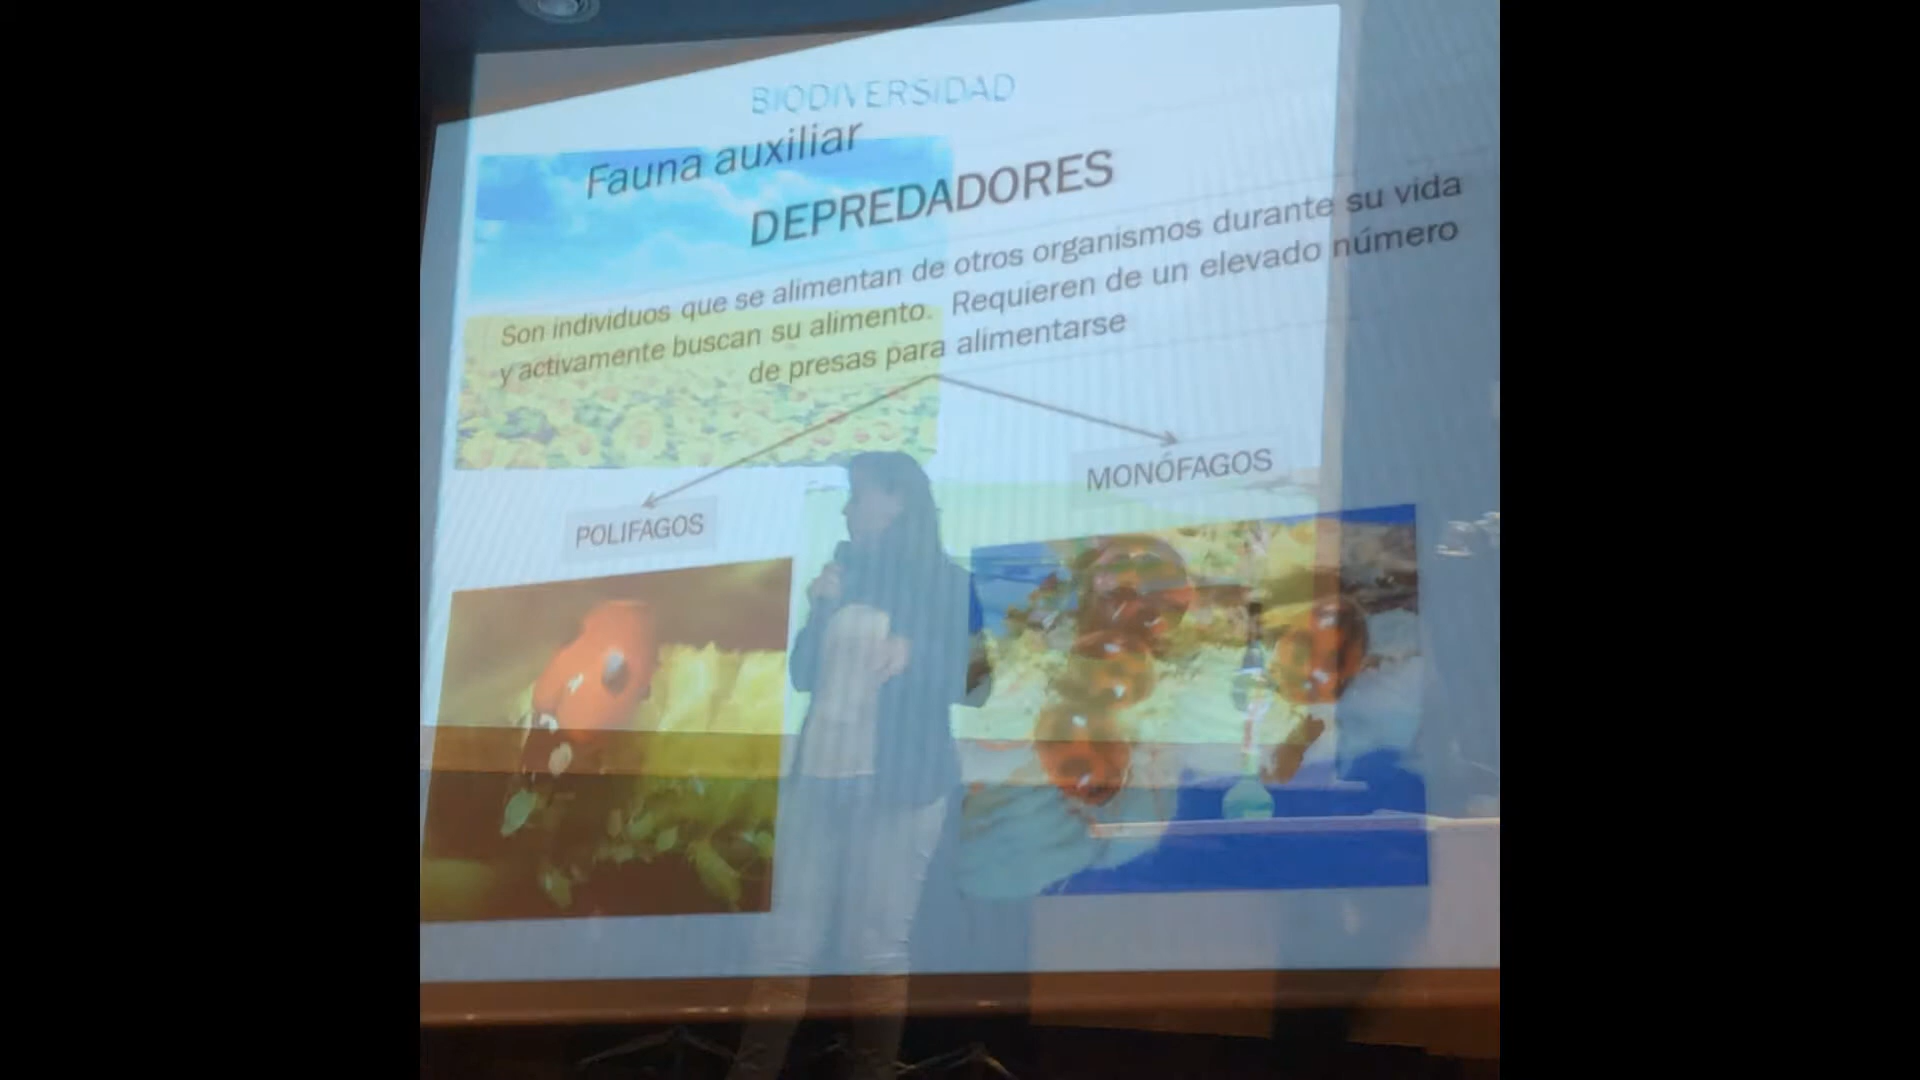 BIODIVERSIDAD
Fauna auxiliar
DEPREDADORES
Son individuos que se alimentan de otros organismos durante su vida
y activamente buscan su alimento. Requieren de un elevado número
de presas para alimentarse
MONÓFAGOS
POLIFAGOS